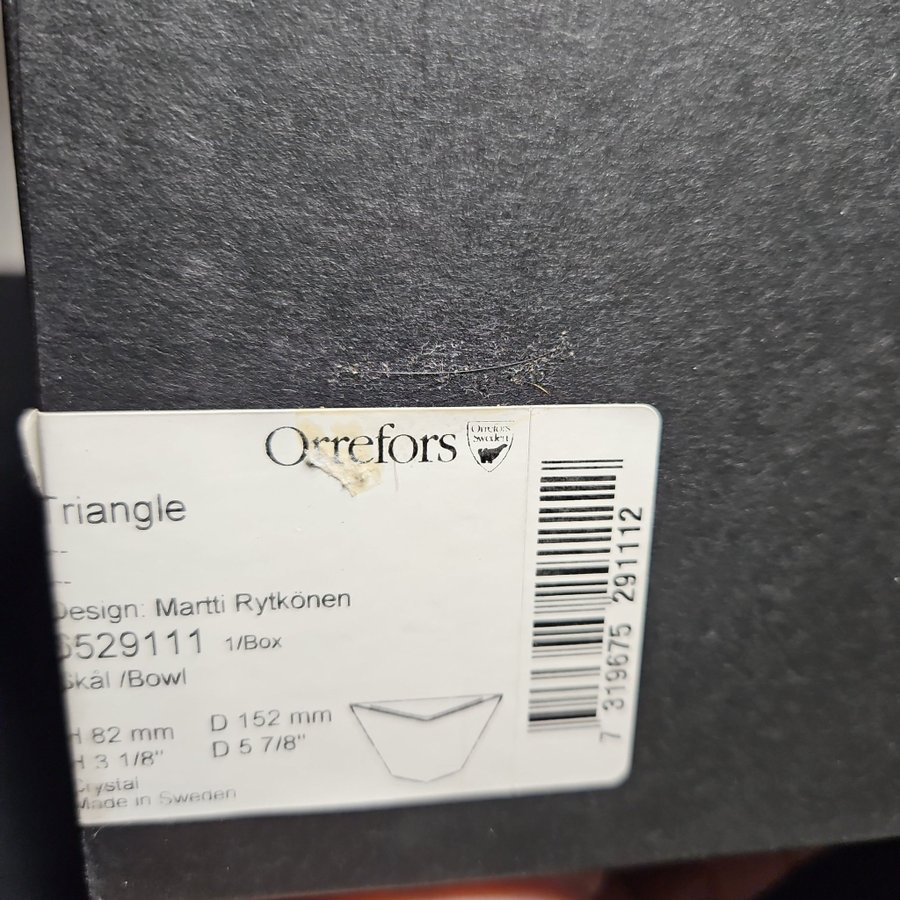 Orrefors
Orrefors
Sweden
Triangle
--
--
Design: Martti Rytkönen
6529111 1/Box
Skål /Bowl
H 82 mm D 152 mm
H 3 1/8" D 5 7/8"
Crystal
Made in Sweden
7 319675 291112